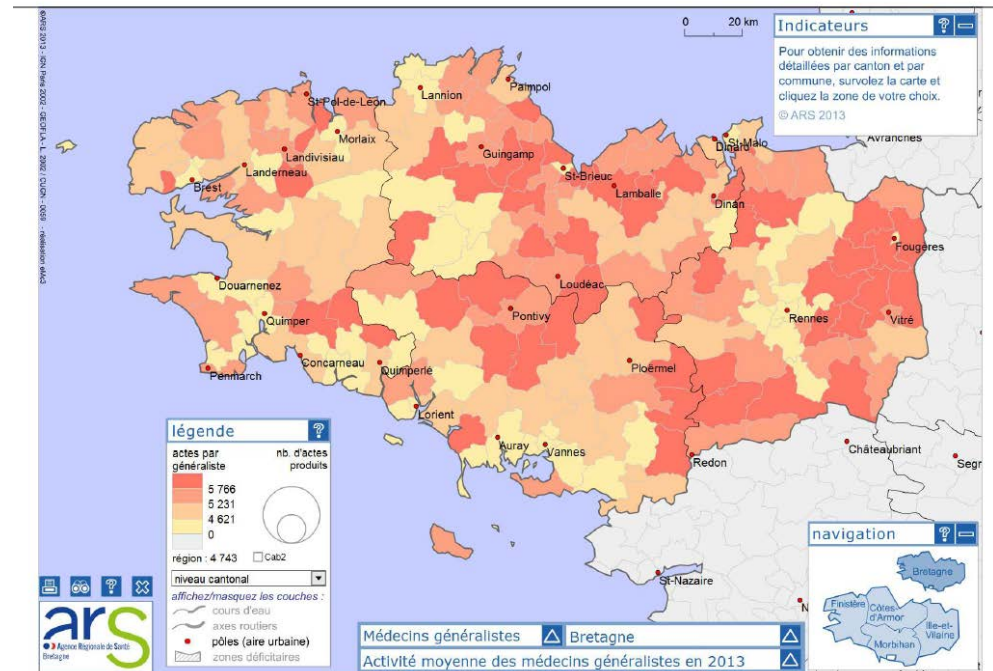 0 20 km
Indicateurs ?
Pour obtenir des informations
détaillées par canton et par
commune, survolez la carte et
cliquez la zone de votre choix.
© ARS 2013
Avranches
Paimpol
Lannion
St-Pol-de-Léon
Morlaix
St-Malo
Dinard
Guingamp
Landivisiau
Landerneau
St-Brieuc
Brest
Lamballe
Dinan
Fougères
Douarnenez
Loudéac
Pontivy
Rennes
Vitré
Quimper
Concarneau
Quimperlé
Ploërmel
Penmarch
Lorient
Auray
Vannes
Redon
Châteaubriant
Segr
St-Nazaire
N
légende ?
actes par
généraliste
nb. d'actes
produits
5 766
5 231
4 621
0
région : 4 743
Cab2
niveau cantonal
affichez/masquez les couches :
cours d'eau
axes routiers
pôles (aire urbaine)
zones déficitaires
navigation ?
Bretagne
Finistère
Côtes-
d'Armor
Ille-et-
Vilaine
Morbihan
?
ars
Agence Régionale de Santé
Bretagne
Médecins généralistes
Bretagne
Activité moyenne des médecins généralistes en 2013